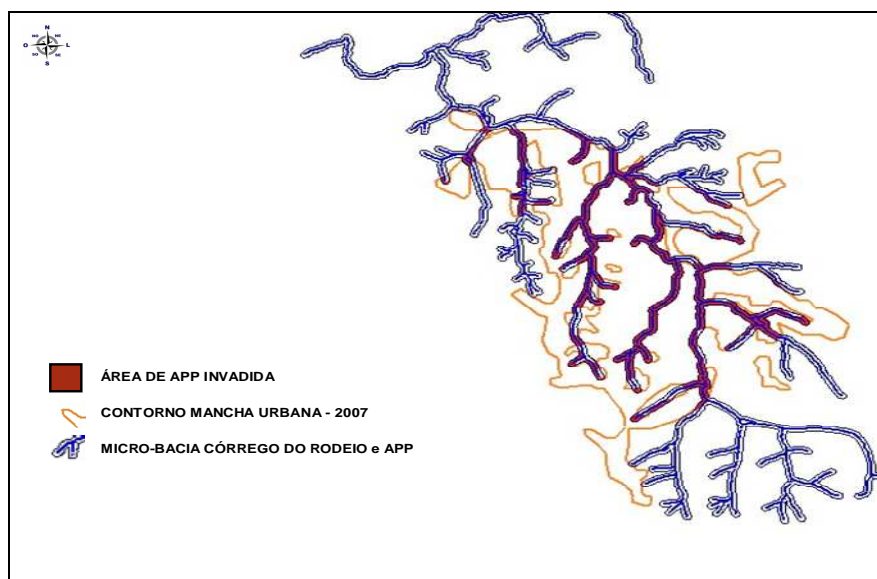 N
O
L
S
ÁREA DE APP INVADIDA
CONTORNO MANCHA URBANA - 2007
MICRO-BACIA CÓRREGO DO RODEIO e APP